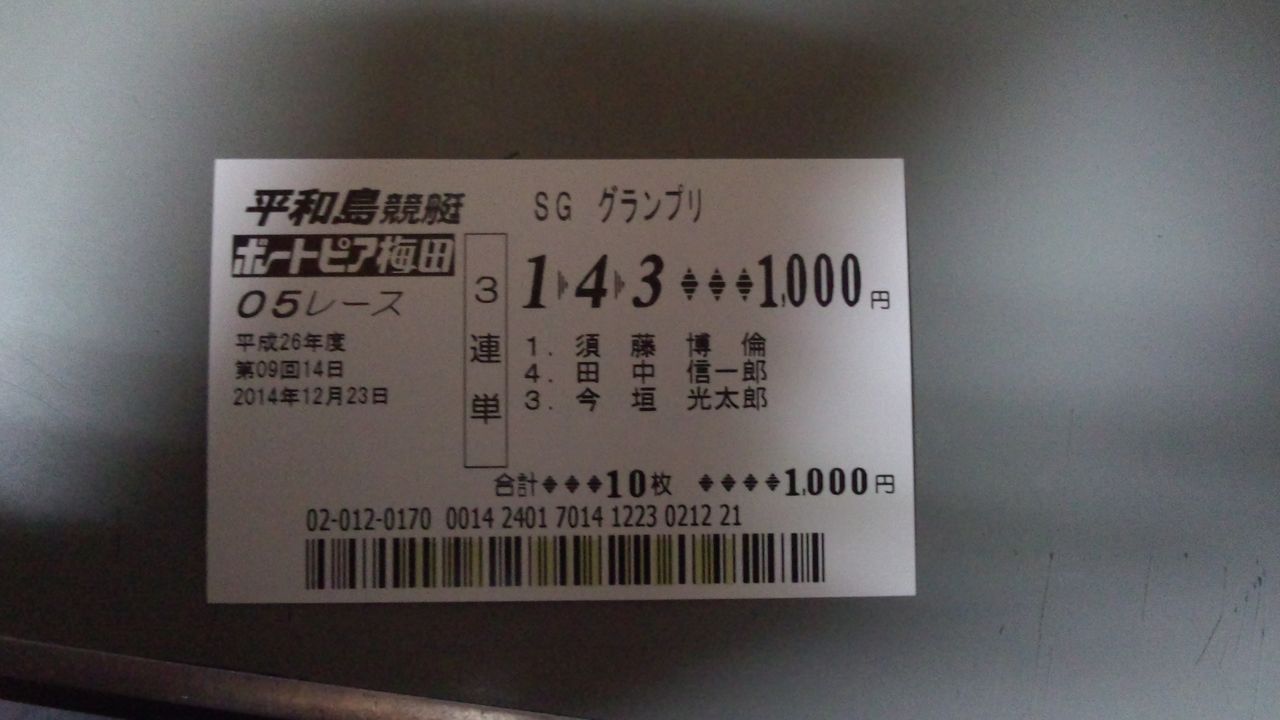 平和島競艇 SG グランプリ
ボートピア梅田
05レース
平成26年度
第09回14日
2014年12月23日
3連単
1 4 3 1,000円
1. 須藤博倫
4. 田中信一郎
3. 今垣光太郎
合計 10枚 1,000円
02-012-0170 0014 2401 7014 1223 0212 21